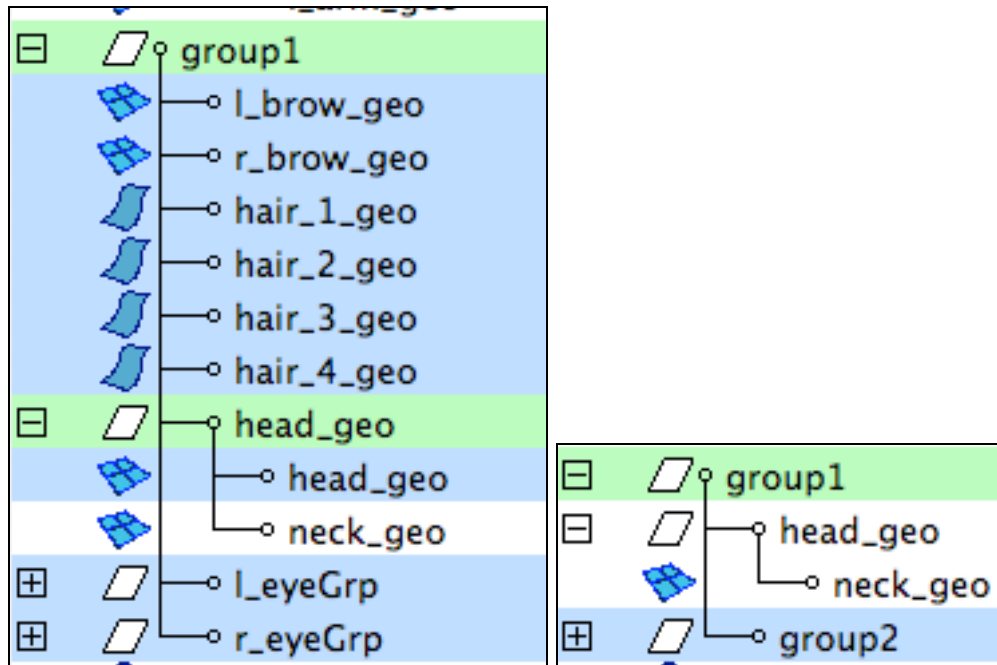 group1
l_brow_geo
r_brow_geo
hair_1_geo
hair_2_geo
hair_3_geo
hair_4_geo
head_geo
head_geo
neck_geo
l_eyeGrp
r_eyeGrp
group1
head_geo
neck_geo
group2